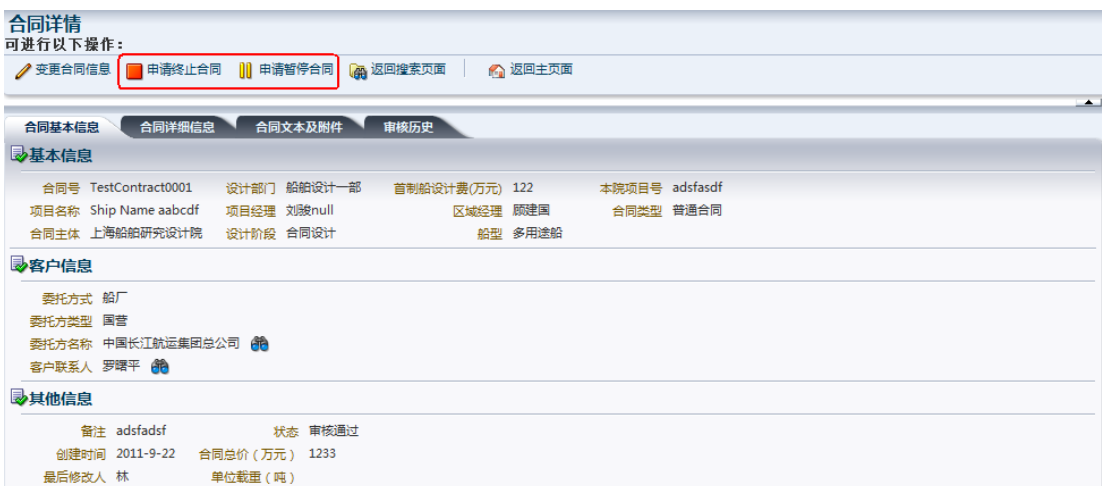 合同详情
可进行以下操作：
变更合同信息 申请终止合同 申请暂停合同 返回搜索页面 返回主页面
合同基本信息 合同详细信息 合同文本及附件 审核历史
基本信息
合同号 TestContract0001 设计部门 船舶设计一部 首制船设计费(万元) 122 本院项目号 adsfasdf
项目名称 Ship Name aabcdf 项目经理 刘骏null 区域经理 顾建国 合同类型 普通合同
合同主体 上海船舶研究设计院 设计阶段 合同设计 船型 多用途船
客户信息
委托方式 船厂
委托方类型 国营
委托方名称 中国长江航运集团总公司
客户联系人 罗曙平
其他信息
备注 adsfadsf 状态 审核通过
创建时间 2011-9-22 合同总价（万元） 1233
最后修改人 林 单位载重（吨）